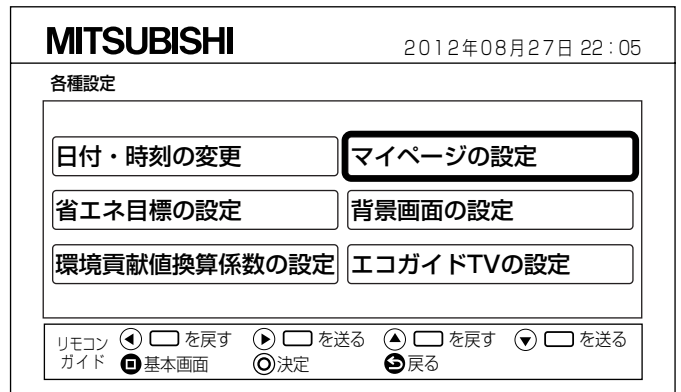 MITSUBISHI 2012年08月27日 22:05
各種設定
日付・時刻の変更 マイページの設定
省エネ目標の設定 背景画面の設定
環境貢献値換算係数の設定 エコガイドTVの設定
リモコン を戻す を送る を戻す を送る
ガイド 基本画面 決定 戻る